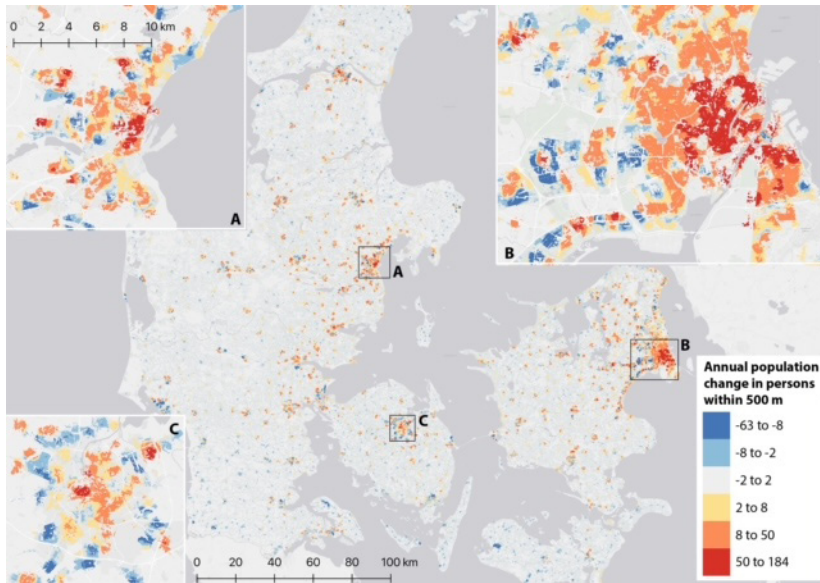 0 2 4 6 8 10 km
A
B
A
B
C
C
Annual population
change in persons
within 500 m
-63 to -8
-8 to -2
-2 to 2
2 to 8
8 to 50
50 to 184
0 20 40 60 80 100 km